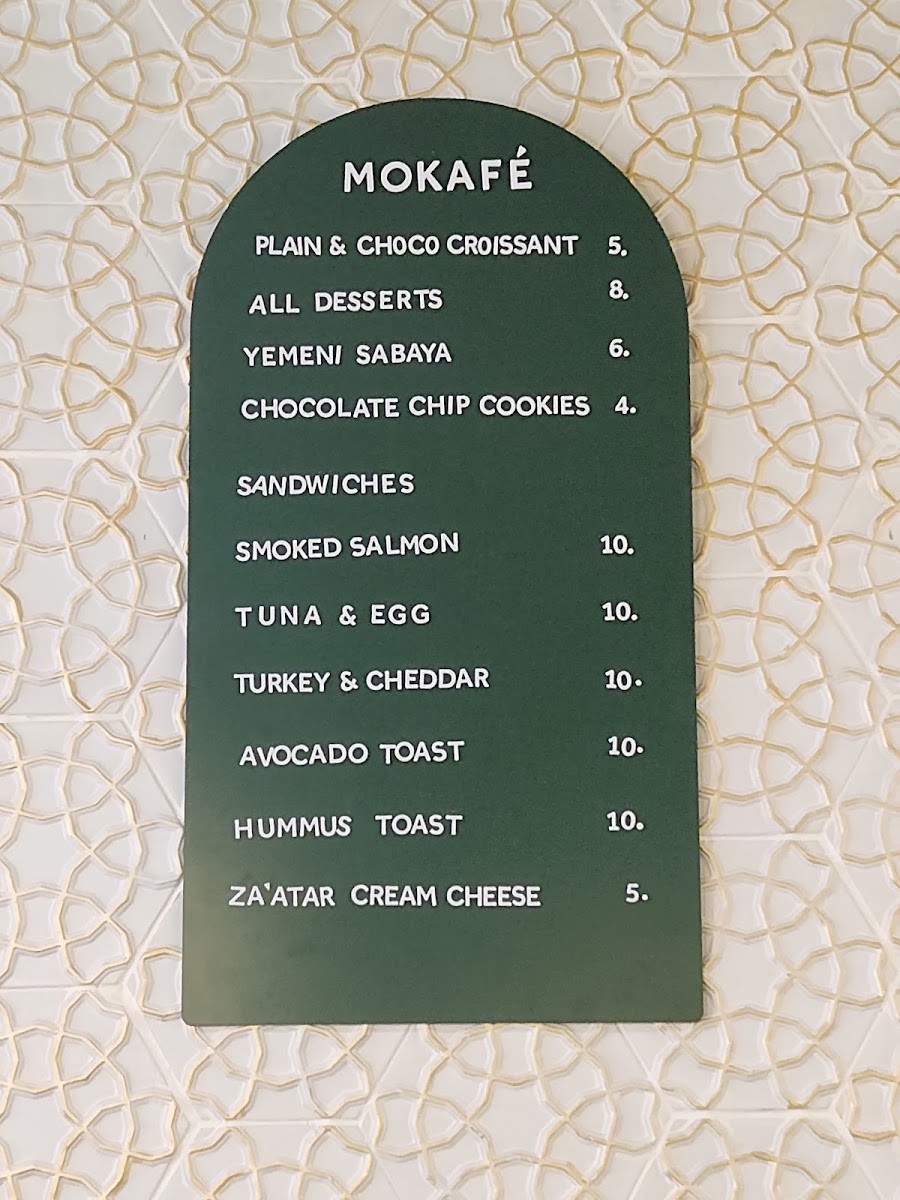 MOKAFÉ
PLAIN & CHOCO CROISSANT 5.
ALL DESSERTS 8.
YEMENI SABAYA 6.
CHOCOLATE CHIP COOKIES 4.
SANDWICHES
SMOKED SALMON 10.
TUNA & EGG 10.
TURKEY & CHEDDAR 10.
AVOCADO TOAST 10.
HUMMUS TOAST 10.
ZA'ATAR CREAM CHEESE 5.